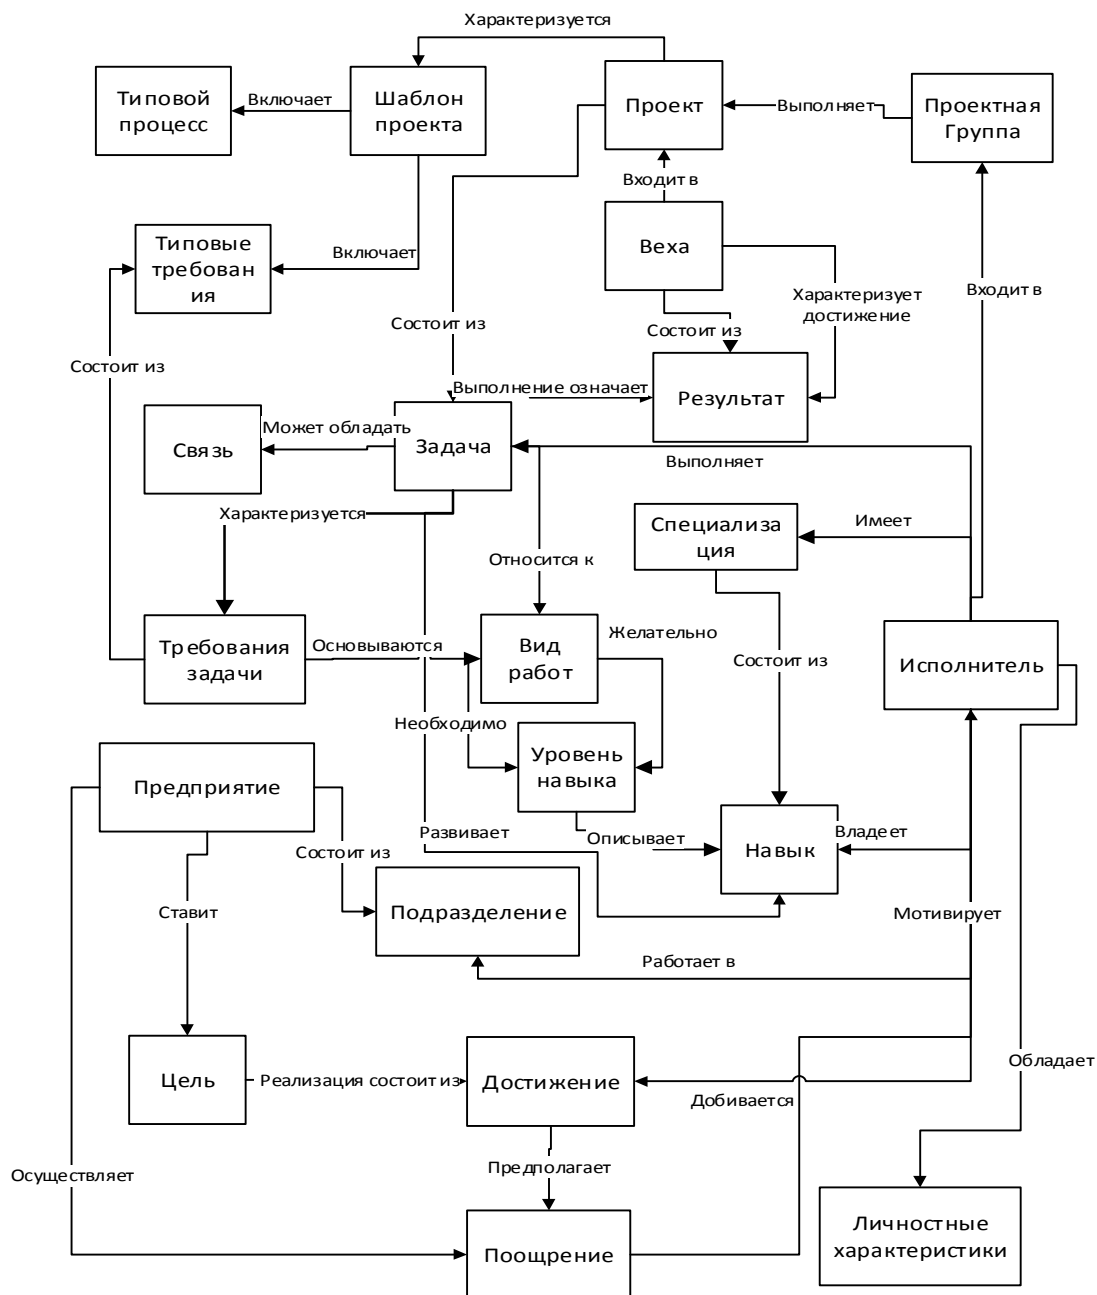 Характеризуется
Типовой
процесс
Включает
Шаблон
проекта
Проект
Выполняет
Проектная
Группа
Входит в
Типовые
требован
ия
Включает
Веха
Входит в
Характеризует
достижение
Состоит из
Состоит из
Состоит из
Выполнение означает
Результат
Связь
Может обладать
Задача
Выполняет
Характеризуется
Специализа
ция
Имеет
Относится к
Требования
задачи
Основываются
Вид
работ
Желательно
Состоит из
Исполнитель
Необходимо
Уровень
навыка
Предприятие
Развивает
Описывает
Навык
Владеет
Состоит из
Ставит
Подразделение
Мотивирует
Работает в
Цель
Реализация состоит из
Достижение
Добивается
Обладает
Осуществляет
Предполагает
Поощрение
Личностные
характеристики